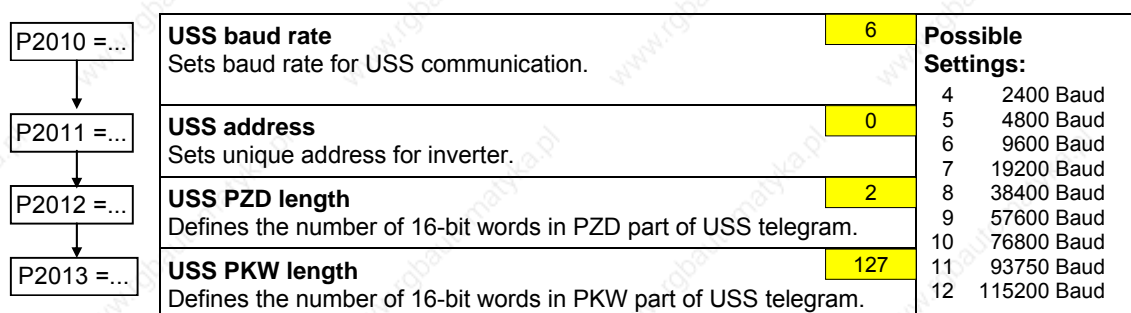 P2010 =...
USS baud rate 6
Sets baud rate for USS communication.
P2011 =...
USS address 0
Sets unique address for inverter.
P2012 =...
USS PZD length 2
Defines the number of 16-bit words in PZD part of USS telegram.
P2013 =...
USS PKW length 127
Defines the number of 16-bit words in PKW part of USS telegram.
Possible
Settings:
4 2400 Baud
5 4800 Baud
6 9600 Baud
7 19200 Baud
8 38400 Baud
9 57600 Baud
10 76800 Baud
11 93750 Baud
12 115200 Baud
www.rgbautomatyka.pl